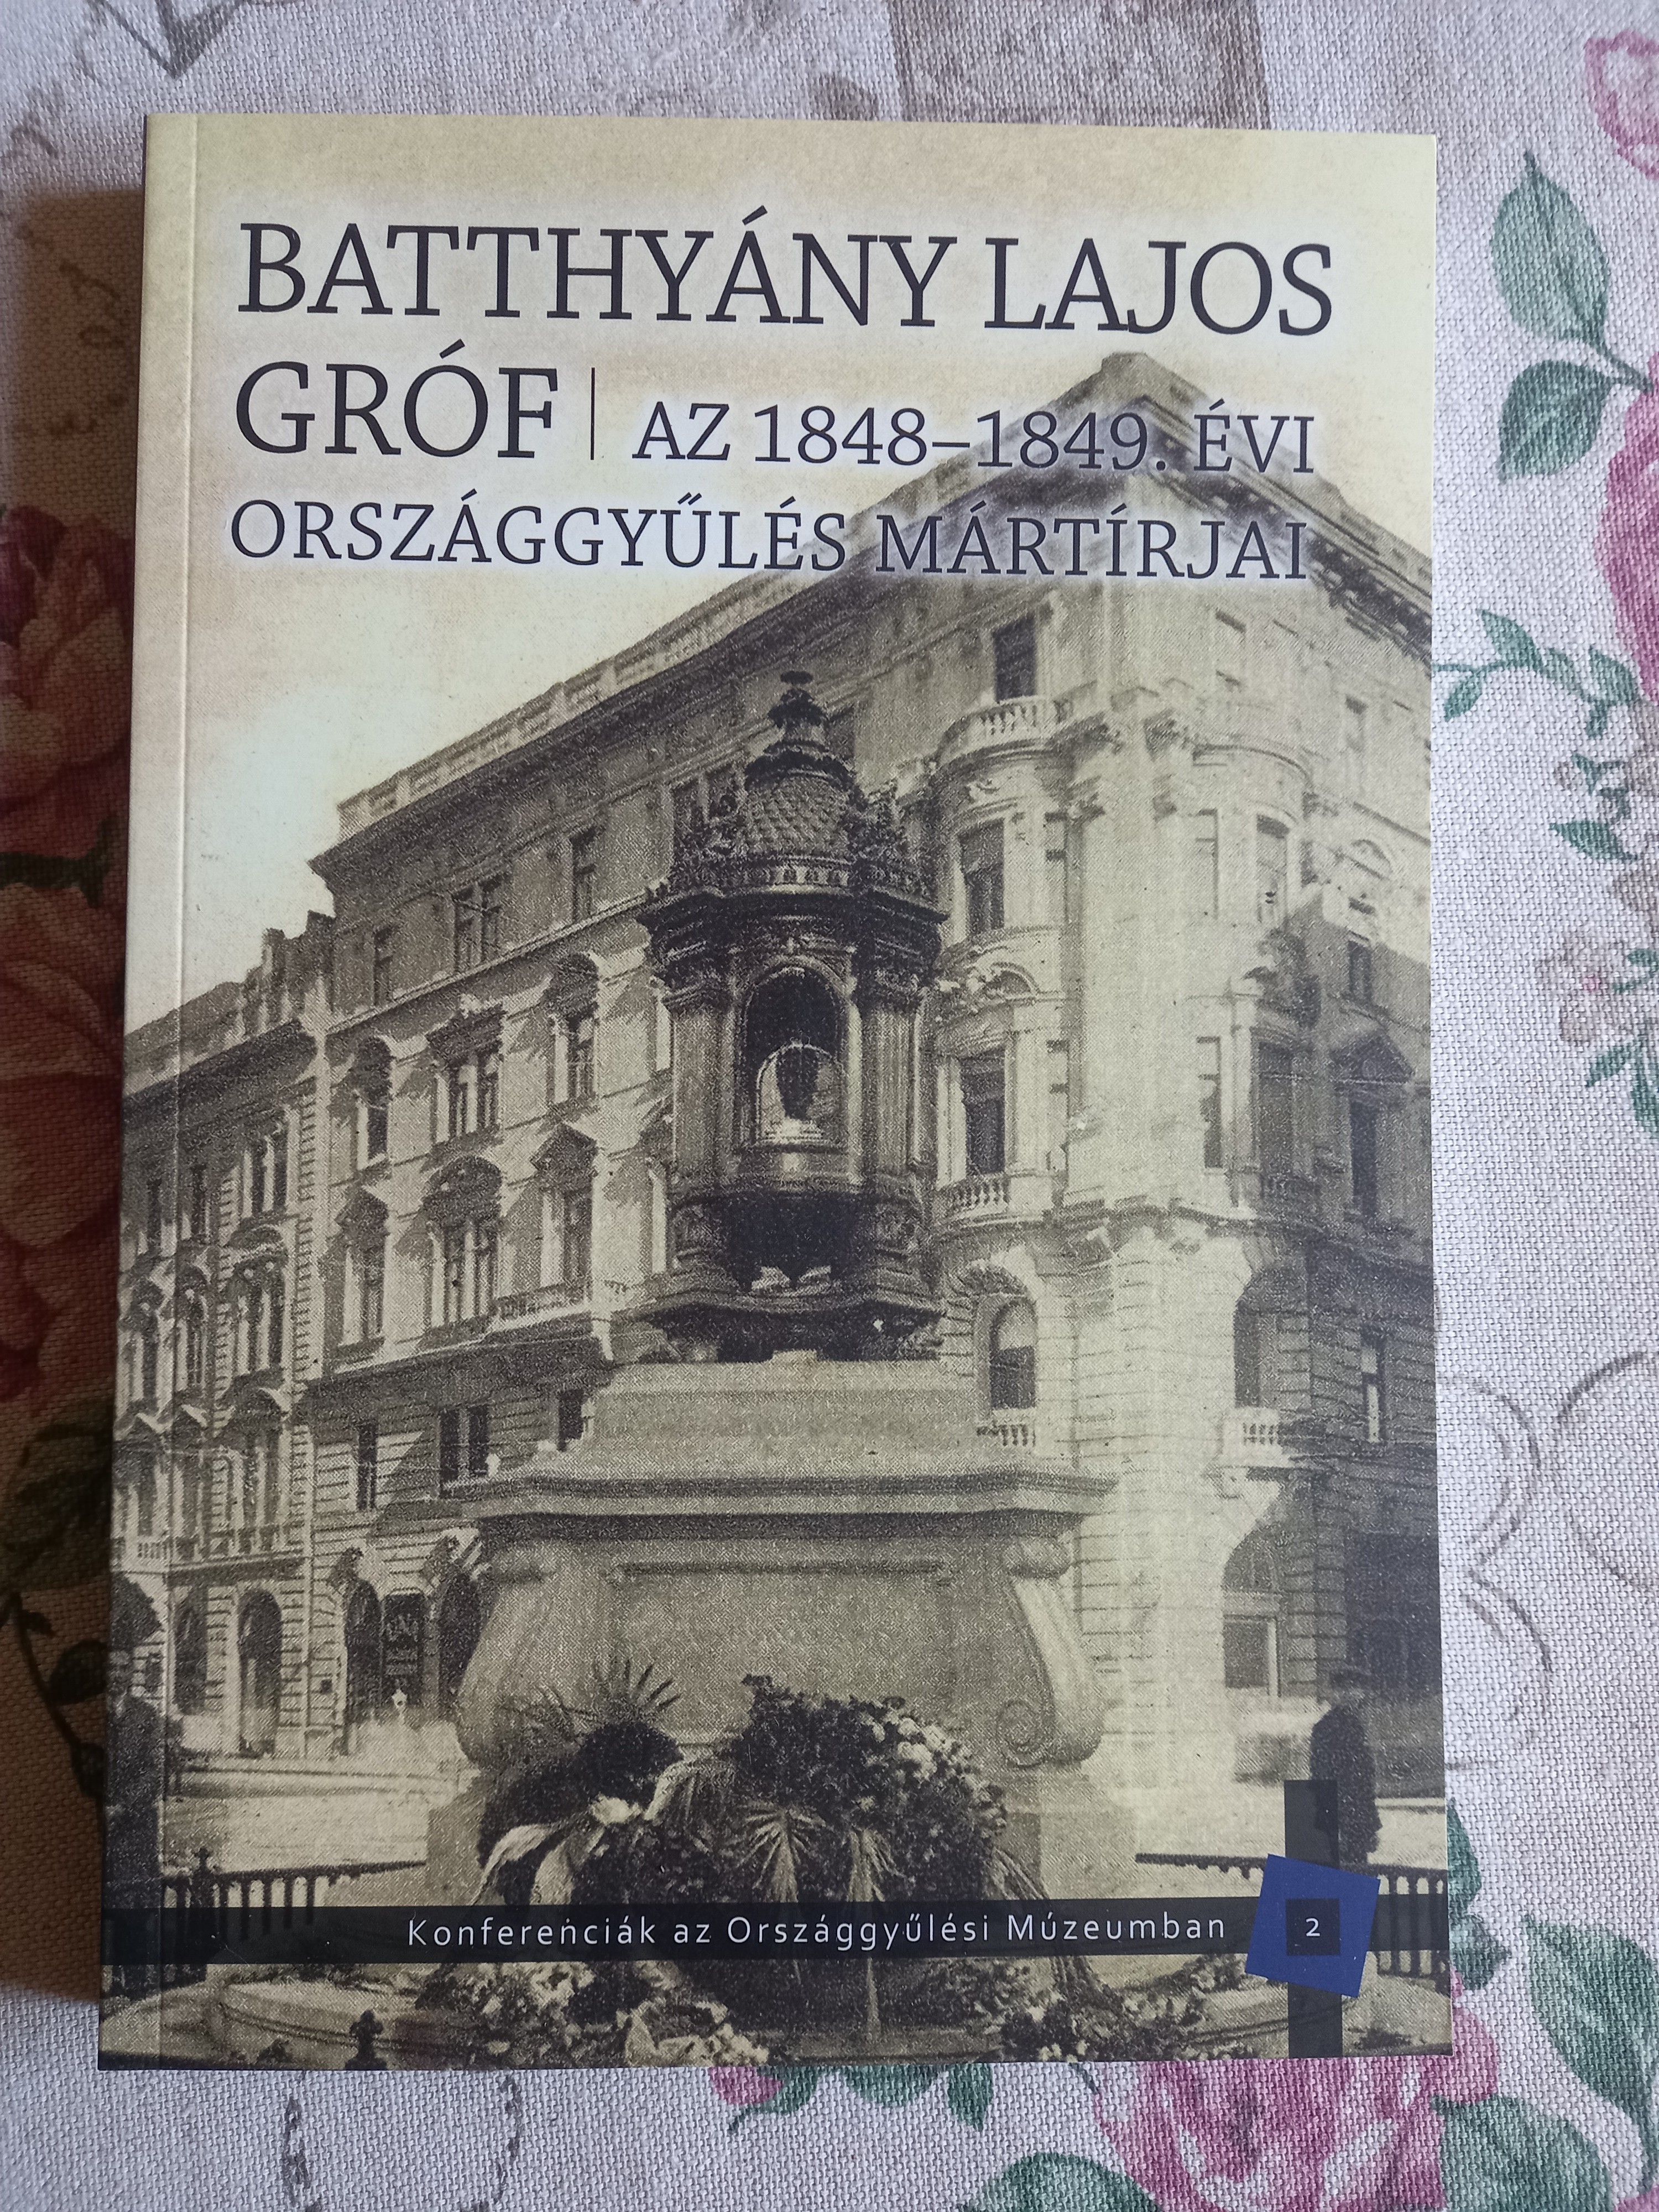 BATTHYÁNY LAJOS
GRÓF | AZ 1848–1849. ÉVI
ORSZÁGGYŰLÉS MÁRTÍRJAI
Konferenciák az Országgyűlési Múzeumban 2